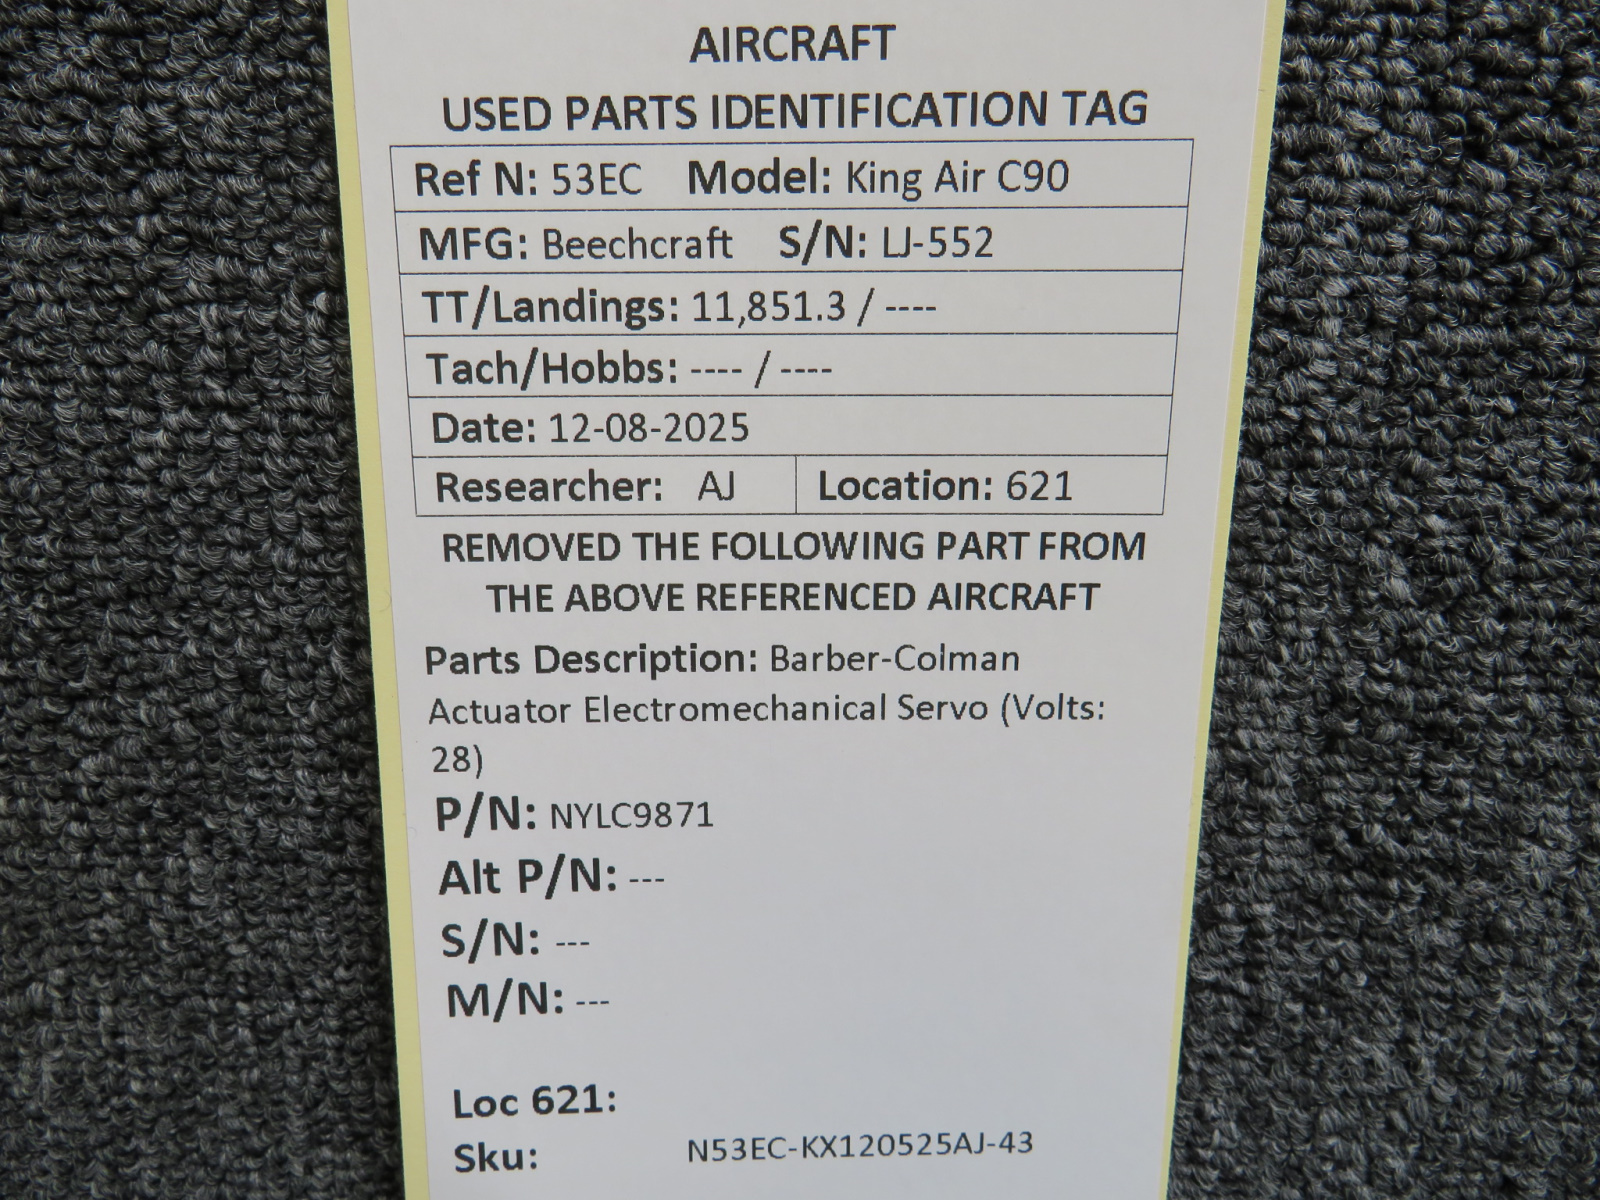 AIRCRAFT
USED PARTS IDENTIFICATION TAG
Ref N: 53EC Model: King Air C90
MFG: Beechcraft S/N: LJ-552
TT/Landings: 11,851.3 / ----
Tach/Hobbs: ---- / ----
Date: 12-08-2025
Researcher: AJ Location: 621
REMOVED THE FOLLOWING PART FROM
THE ABOVE REFERENCED AIRCRAFT
Parts Description: Barber-Colman
Actuator Electromechanical Servo (Volts:
28)
P/N: NYLC9871
Alt P/N: ---
S/N: ---
M/N: ---
Loc 621:
Sku: N53EC-KX120525AJ-43